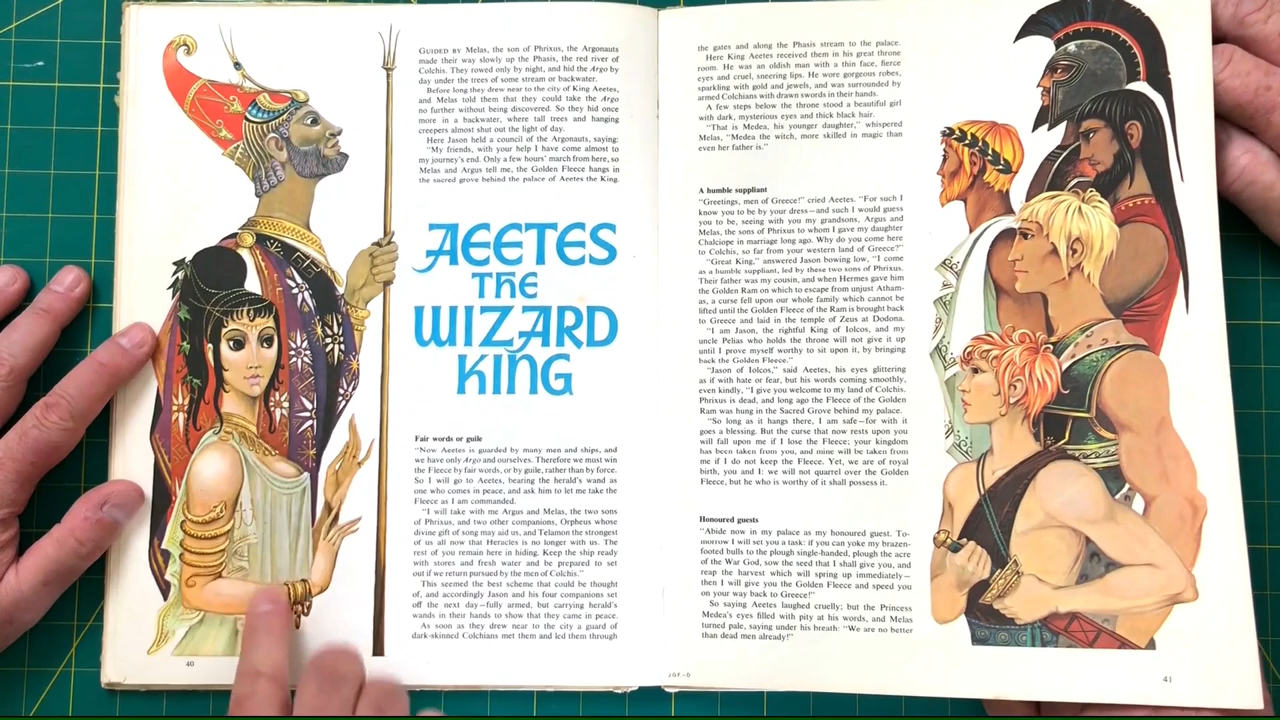 GUIDED BY Melas, the son of Phrixus, the Argonauts
made their way slowly up the Phasis, the red river of
Colchis. They rowed only by night, and hid the Argo by
day under the trees of some stream or backwater.
Before long they drew near to the city of King Aeetes,
and Melas told them that they could take the Argo
no further without being discovered. So they hid once
more in a backwater, where tall trees and hanging
creepers almost shut out the light of day.
Here Jason held a council of the Argonauts, saying:
"My friends, with your help I have come almost to
my journey's end. Only a few hours' march from here, so
Melas and Argus tell me, the Golden Fleece hangs in
the sacred grove behind the palace of Aeetes the King.
AEETES
THE
WIZARD
KING
Fair words or guile
"Now Aeetes is guarded by many men and ships, and
we have only Argo and ourselves. Therefore we must win
the Fleece by fair words, or by guile, rather than by force.
So I will go to Aeetes, bearing the herald's wand as
one who comes in peace, and ask him to let me take the
Fleece as I am commanded.
"I will take with me Argus and Melas, the two sons
of Phrixus, and two other companions, Orpheus whose
divine gift of song may aid us, and Telamon the strongest
of us all now that Heracles is no longer with us. The
rest of you remain here in hiding. Keep the ship ready
with stores and fresh water and be prepared to set
out if we return pursued by the men of Colchis."
This seemed the best scheme that could be thought
of, and accordingly Jason and his four companions set
off the next day—fully armed, but carrying herald's
wands in their hands to show that they came in peace.
As soon as they drew near to the city a guard of
dark-skinned Colchians met them and led them through
40
the gates and along the Phasis stream to the palace.
Here King Aeetes received them in his great throne
room. He was an oldish man with a thin face, fierce
eyes and cruel, sneering lips. He wore gorgeous robes,
sparkling with gold and jewels, and was surrounded by
armed Colchians with drawn swords in their hands.
A few steps below the throne stood a beautiful girl
with dark, mysterious eyes and thick black hair.
"That is Medea, his younger daughter," whispered
Melas, "Medea the witch, more skilled in magic than
even her father is."
A humble suppliant
"Greetings, men of Greece!" cried Aeetes. "For such I
know you to be by your dress—and such I would guess
you to be, seeing with you my grandsons, Argus and
Melas, the sons of Phrixus to whom I gave my daughter
Chalciope in marriage long ago. Why do you come here
to Colchis, so far from your western land of Greece?"
"Great King," answered Jason bowing low, "I come
as a humble suppliant, led by these two sons of Phrixus.
Their father was my cousin, and when Hermes gave him
the Golden Ram on which to escape from unjust Atham-
as, a curse fell upon our whole family which cannot be
lifted until the Golden Fleece of the Ram is brought back
to Greece and laid in the temple of Zeus at Dodona.
"I am Jason, the rightful King of Iolcos, and my
uncle Pelias who holds the throne will not give it up
until I prove myself worthy to sit upon it, by bringing
back the Golden Fleece."
"Jason of Iolcos," said Aeetes, his eyes glittering
as if with hate or fear, but his words coming smoothly,
even kindly, "I give you welcome to my land of Colchis.
Phrixus is dead, and long ago the Fleece of the Golden
Ram was hung in the Sacred Grove behind my palace.
"So long as it hangs there, I am safe—for with it
goes a blessing. But the curse that now rests upon you
will fall upon me if I lose the Fleece; your kingdom
has been taken from you, and mine will be taken from
me if I do not keep the Fleece. Yet, we are of royal
birth, you and I: we will not quarrel over the Golden
Fleece, but he who is worthy of it shall possess it.
Honoured guests
"Abide now in my palace as my honoured guest. To-
morrow I will set you a task: if you can yoke my brazen-
footed bulls to the plough single-handed, plough the acre
of the War God, sow the seed that I shall give you, and
reap the harvest which will spring up immediately—
then I will give you the Golden Fleece and speed you
on your way back to Greece!"
So saying Aeetes laughed cruelly; but the Princess
Medea's eyes filled with pity at his words, and Melas
turned pale, saying under his breath: "We are no better
than dead men already!"
J.G.F.-D
41